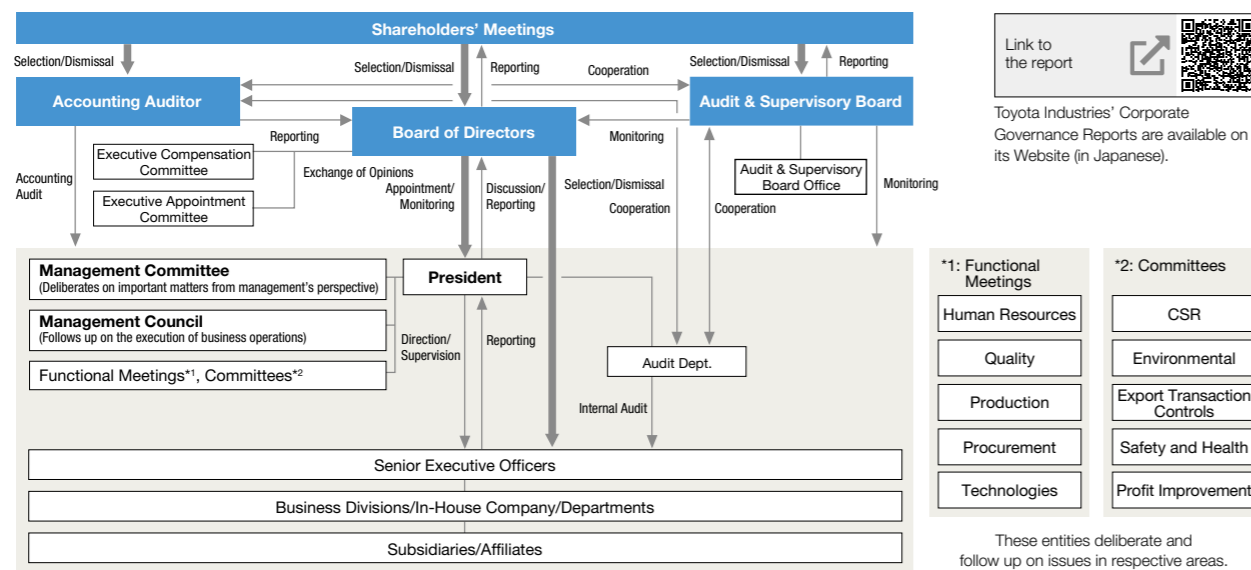 Shareholders' Meetings
Selection/Dismissal
Selection/Dismissal
Reporting
Cooperation
Selection/Dismissal
Reporting
Accounting Auditor
Board of Directors
Audit & Supervisory Board
Reporting
Monitoring
Executive Compensation
Committee
Executive Appointment
Committee
Exchange of Opinions
Accounting
Audit
Appointment/
Monitoring
Discussion/
Reporting
Selection/Dismissal
Cooperation
Cooperation
Audit & Supervisory
Board Office
Monitoring
Management Committee
(Deliberates on important matters from management's perspective)
Management Council
(Follows up on the execution of business operations)
Functional Meetings*1, Committees*2
President
Direction/
Supervision
Reporting
Audit Dept.
Internal Audit
Senior Executive Officers
Business Divisions/In-House Company/Departments
Subsidiaries/Affiliates
Link to
the report
Toyota Industries' Corporate
Governance Reports are available on
its Website (in Japanese).
*1: Functional
Meetings
Human Resources
Quality
Production
Procurement
Technologies
*2: Committees
CSR
Environmental
Export Transaction
Controls
Safety and Health
Profit Improvement
These entities deliberate and
follow up on issues in respective areas.